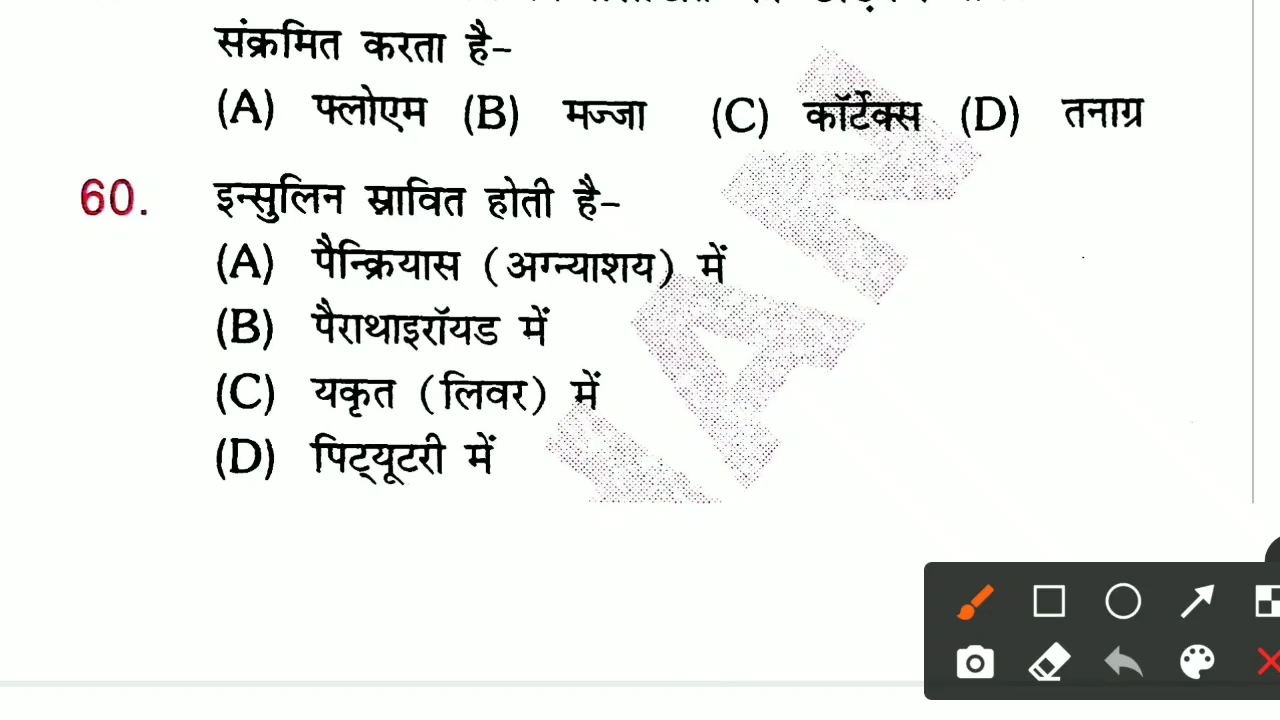 संक्रमित करता है-
(A) फ्लोएम (B) मज्जा (C) कॉर्टेक्स (D) तनाग्र
60. इन्सुलिन स्रावित होती है-
(A) पैन्क्रियास (अग्न्याशय) में
(B) पैराथाइरॉयड में
(C) यकृत (लिवर) में
(D) पिट्यूटरी में